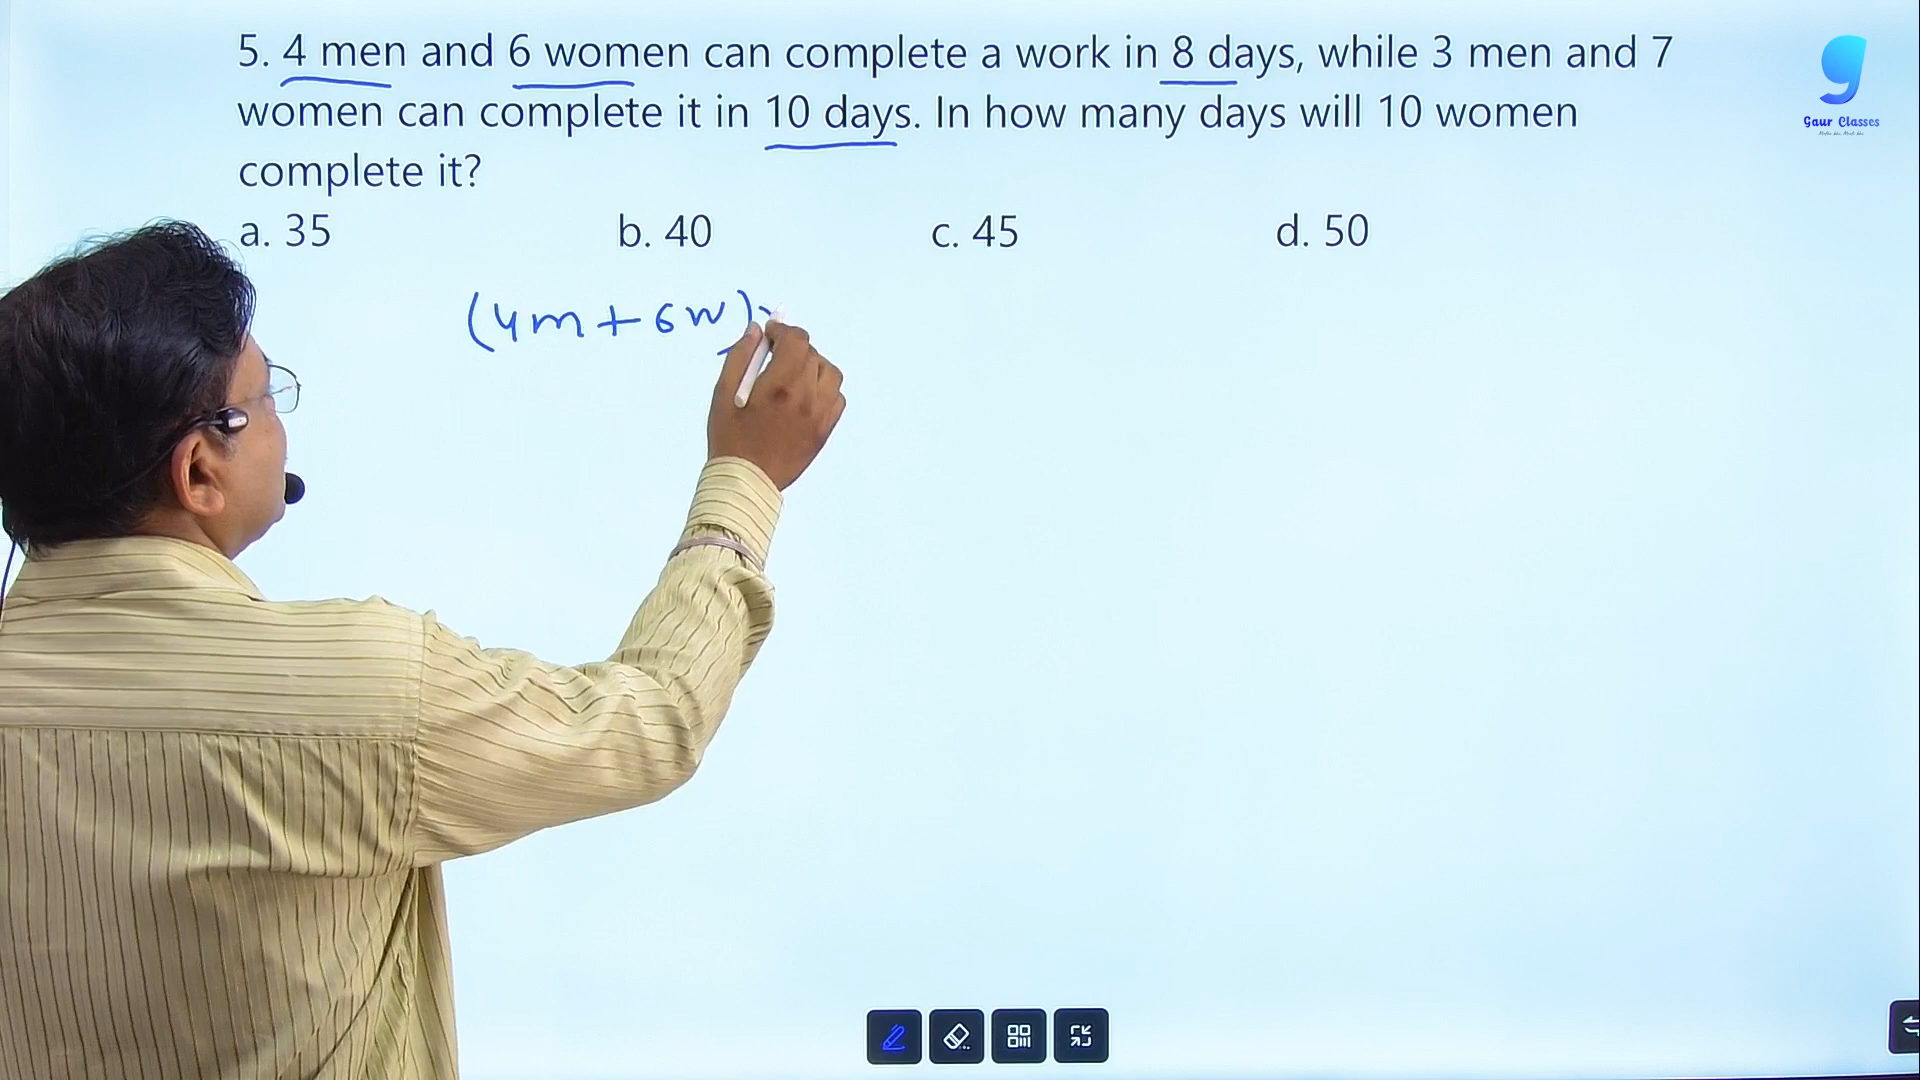 5. 4 men and 6 women can complete a work in 8 days, while 3 men and 7
women can complete it in 10 days. In how many days will 10 women
complete it?
a. 35 b. 40 c. 45 d. 50
(4m+6w)
Gaur Classes